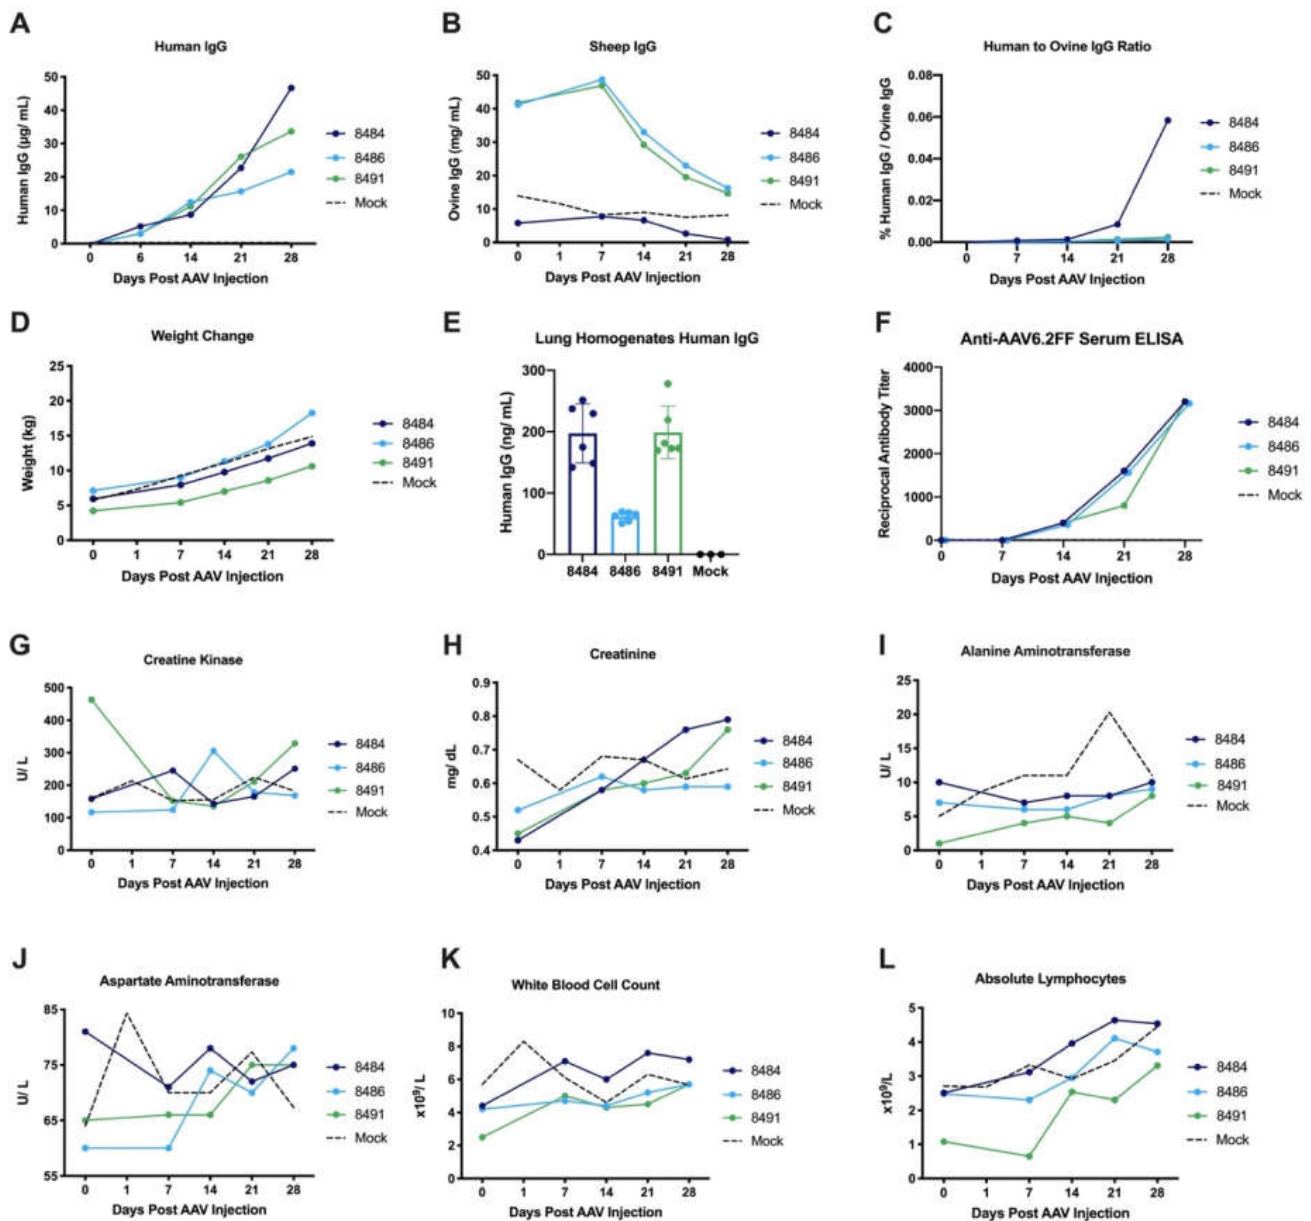 A
Human IgG
Human IgG (µg/ mL)
50
40
30
20
10
0
0 6 14 21 28
Days Post AAV Injection
8484
8486
8491
Mock
B
Sheep IgG
Ovine IgG (mg/ mL)
50
40
30
20
10
0
0 1 7 14 21 28
Days Post AAV Injection
8484
8486
8491
Mock
C
Human to Ovine IgG Ratio
% Human IgG / Ovine IgG
0.08
0.06
0.04
0.02
0.00
0 7 14 21 28
Days Post AAV Injection
8484
8486
8491
Mock
D
Weight Change
Weight (kg)
25
20
15
10
5
0
0 1 7 14 21 28
Days Post AAV Injection
8484
8486
8491
Mock
E
Lung Homogenates Human IgG
Human IgG (ng/ mL)
300
200
100
0
8484 8486 8491 Mock
F
Anti-AAV6.2FF Serum ELISA
Reciprocal Antibody Titer
4000
3000
2000
1000
0
0 7 14 21 28
Days Post AAV Injection
8484
8486
8491
Mock
G
Creatine Kinase
U/ L
500
400
300
200
100
0
0 1 7 14 21 28
Days Post AAV Injection
8484
8486
8491
Mock
H
Creatinine
mg/ dL
0.9
0.8
0.7
0.6
0.5
0.4
0 1 7 14 21 28
Days Post AAV Injection
8484
8486
8491
Mock
I
Alanine Aminotransferase
U/ L
25
20
15
10
5
0
0 1 7 14 21 28
Days Post AAV Injection
8484
8486
8491
Mock
J
Aspartate Aminotransferase
U/ L
85
75
65
55
0 1 7 14 21 28
Days Post AAV Injection
8484
8486
8491
Mock
K
White Blood Cell Count
x10⁹/ L
10
8
6
4
2
0
0 1 7 14 21 28
Days Post AAV Injection
8484
8486
8491
Mock
L
Absolute Lymphocytes
x10⁹/L
5
4
3
2
1
0
0 1 7 14 21 28
Days Post AAV Injection
8484
8486
8491
Mock